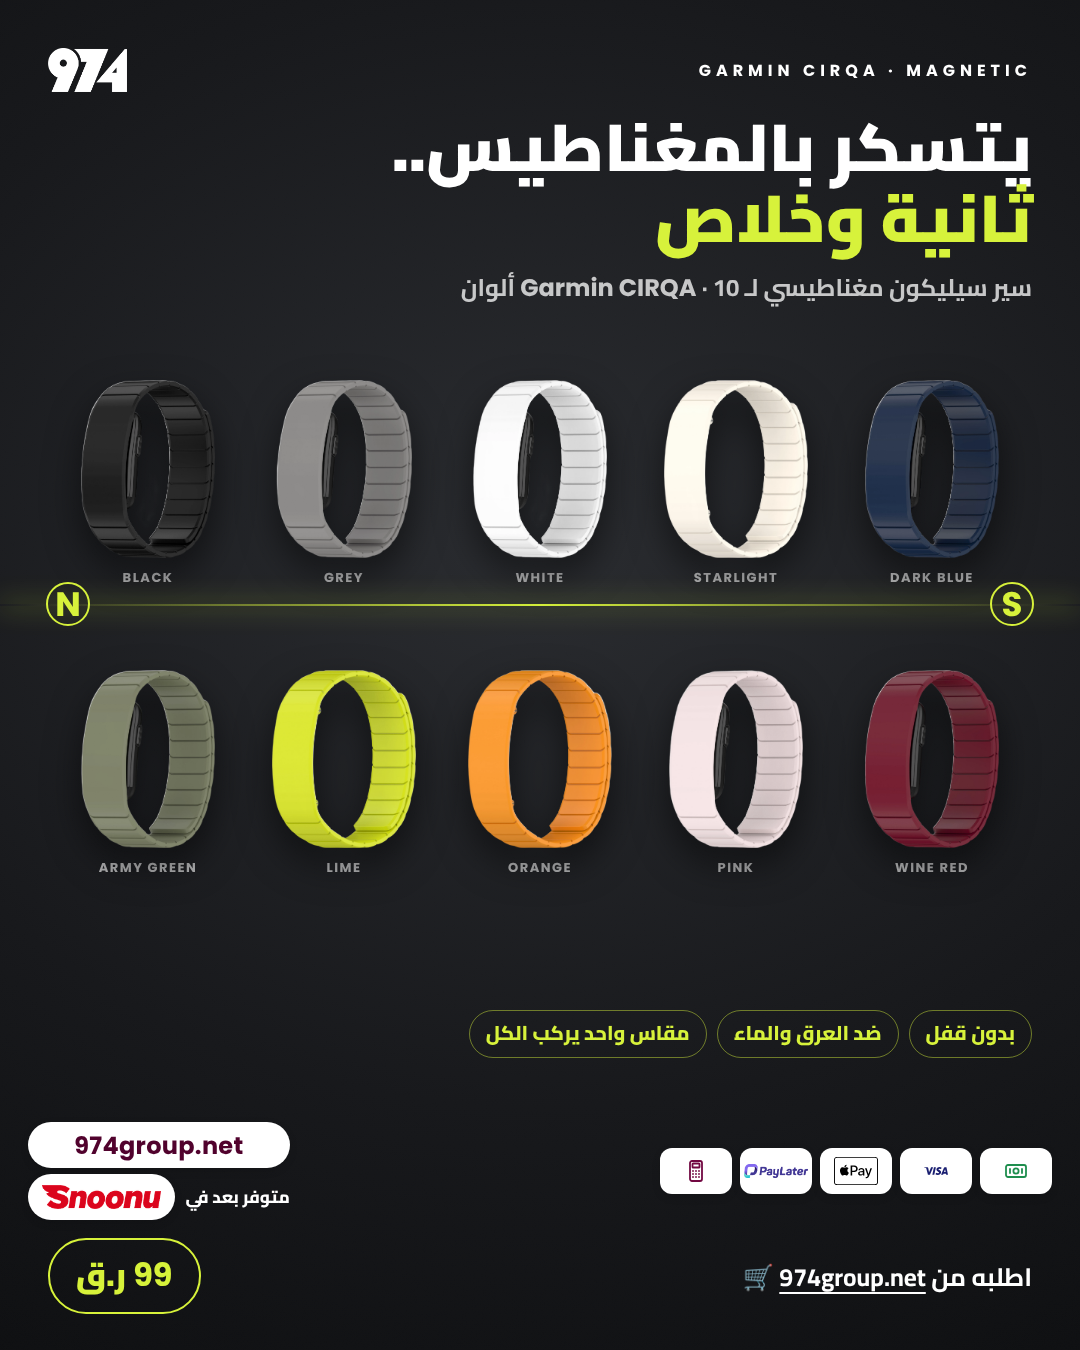 974
GARMIN CIRQA · MAGNETIC
يتسكر بالمغناطيس..
ثانية وخلاص
سير سيليكون مغناطيسي لـ Garmin CIRQA · 10 ألوان
BLACK
GREY
WHITE
STARLIGHT
DARK BLUE
N
S
ARMY GREEN
LIME
ORANGE
PINK
WINE RED
بدون قفل
ضد العرق والماء
مقاس واحد يركب الكل
974group.net
متوفر بعد في Snoonu
PayLater
Pay
VISA
99 ر.ق
اطلبه من 974group.net 🛒